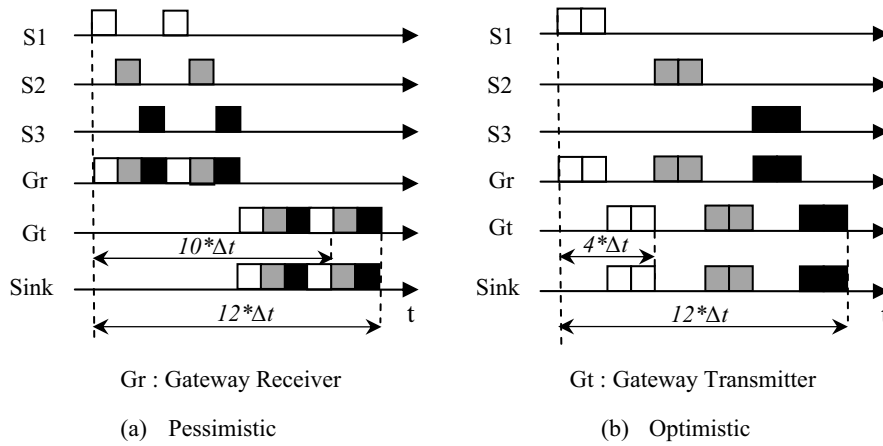 S1
S2
S3
Gr
Gt
10*Δt
Sink
12*Δt
t
S1
S2
S3
Gr
Gt
4*Δt
Sink
12*Δt
t
Gr : Gateway Receiver
Gt : Gateway Transmitter
(a) Pessimistic
(b) Optimistic